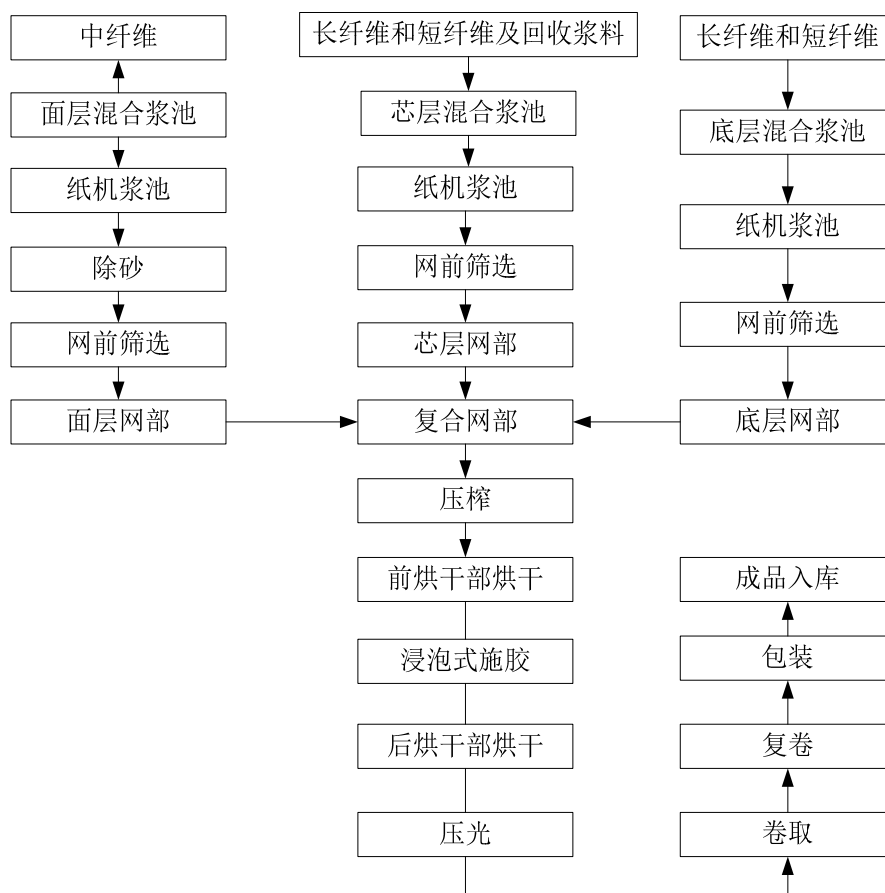 中纤维
面层混合浆池
纸机浆池
除砂
网前筛选
面层网部
长纤维和短纤维及回收浆料
芯层混合浆池
纸机浆池
网前筛选
芯层网部
复合网部
压榨
前烘干部烘干
浸泡式施胶
后烘干部烘干
压光
长纤维和短纤维
底层混合浆池
纸机浆池
网前筛选
底层网部
成品入库
包装
复卷
卷取